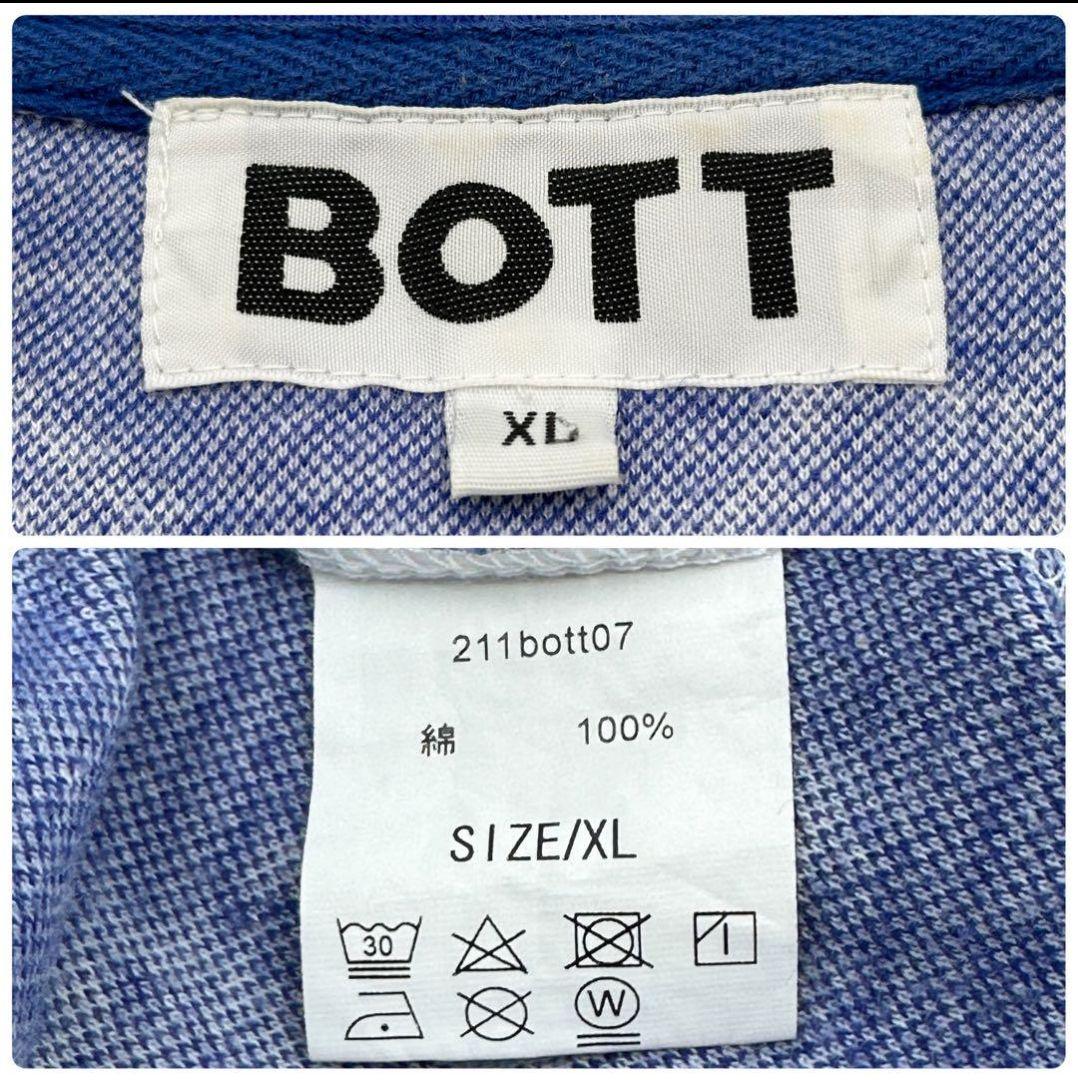 BoTT
XL
211bott07
綿 100%
SIZE/XL
30
W